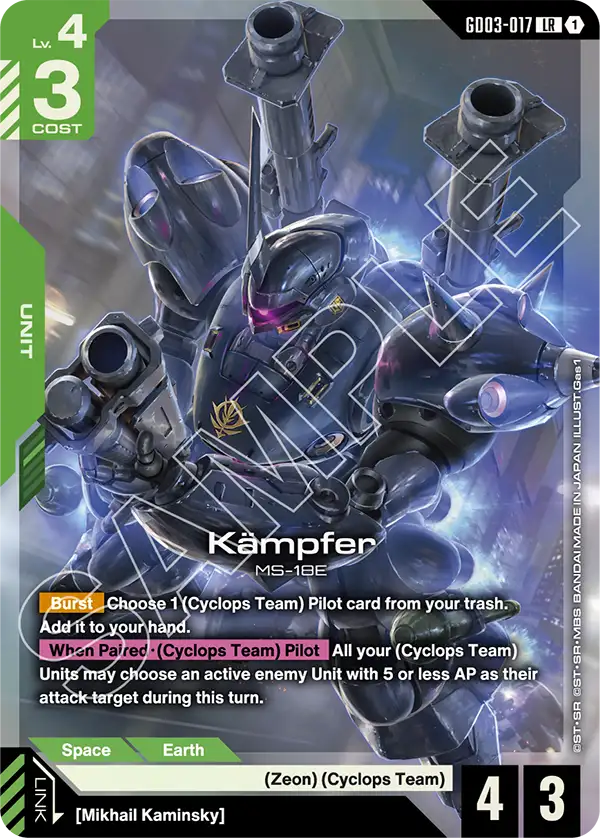 GD03-017 LR 1
Lv. 4
3
COST
UNIT
SAMPLE
Kämpfer
MS-18E
Burst Choose 1 (Cyclops Team) Pilot card from your trash.
Add it to your hand.
When Paired･(Cyclops Team) Pilot All your (Cyclops Team)
Units may choose an active enemy Unit with 5 or less AP as their
attack target during this turn.
Space Earth
(Zeon) (Cyclops Team)
LINK
[Mikhail Kaminsky]
4 3
©ST･SR ©ST･SR･MBS BANDAI MADE IN JAPAN ILLUST.Gas1